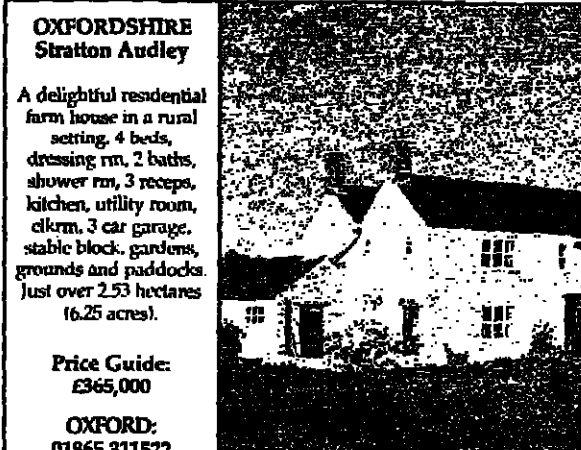 OXFORDSHIRE
Stratton Audley
A delightful residential
farm house in a rural
setting. 4 beds,
dressing rm, 2 baths,
shower rm, 3 receps,
kitchen, utility room,
clkrm, 3 car garage,
stable block, gardens,
grounds and paddocks.
Just over 2.53 hectares
(6.25 acres).
Price Guide:
£365,000
OXFORD:
01865 311522